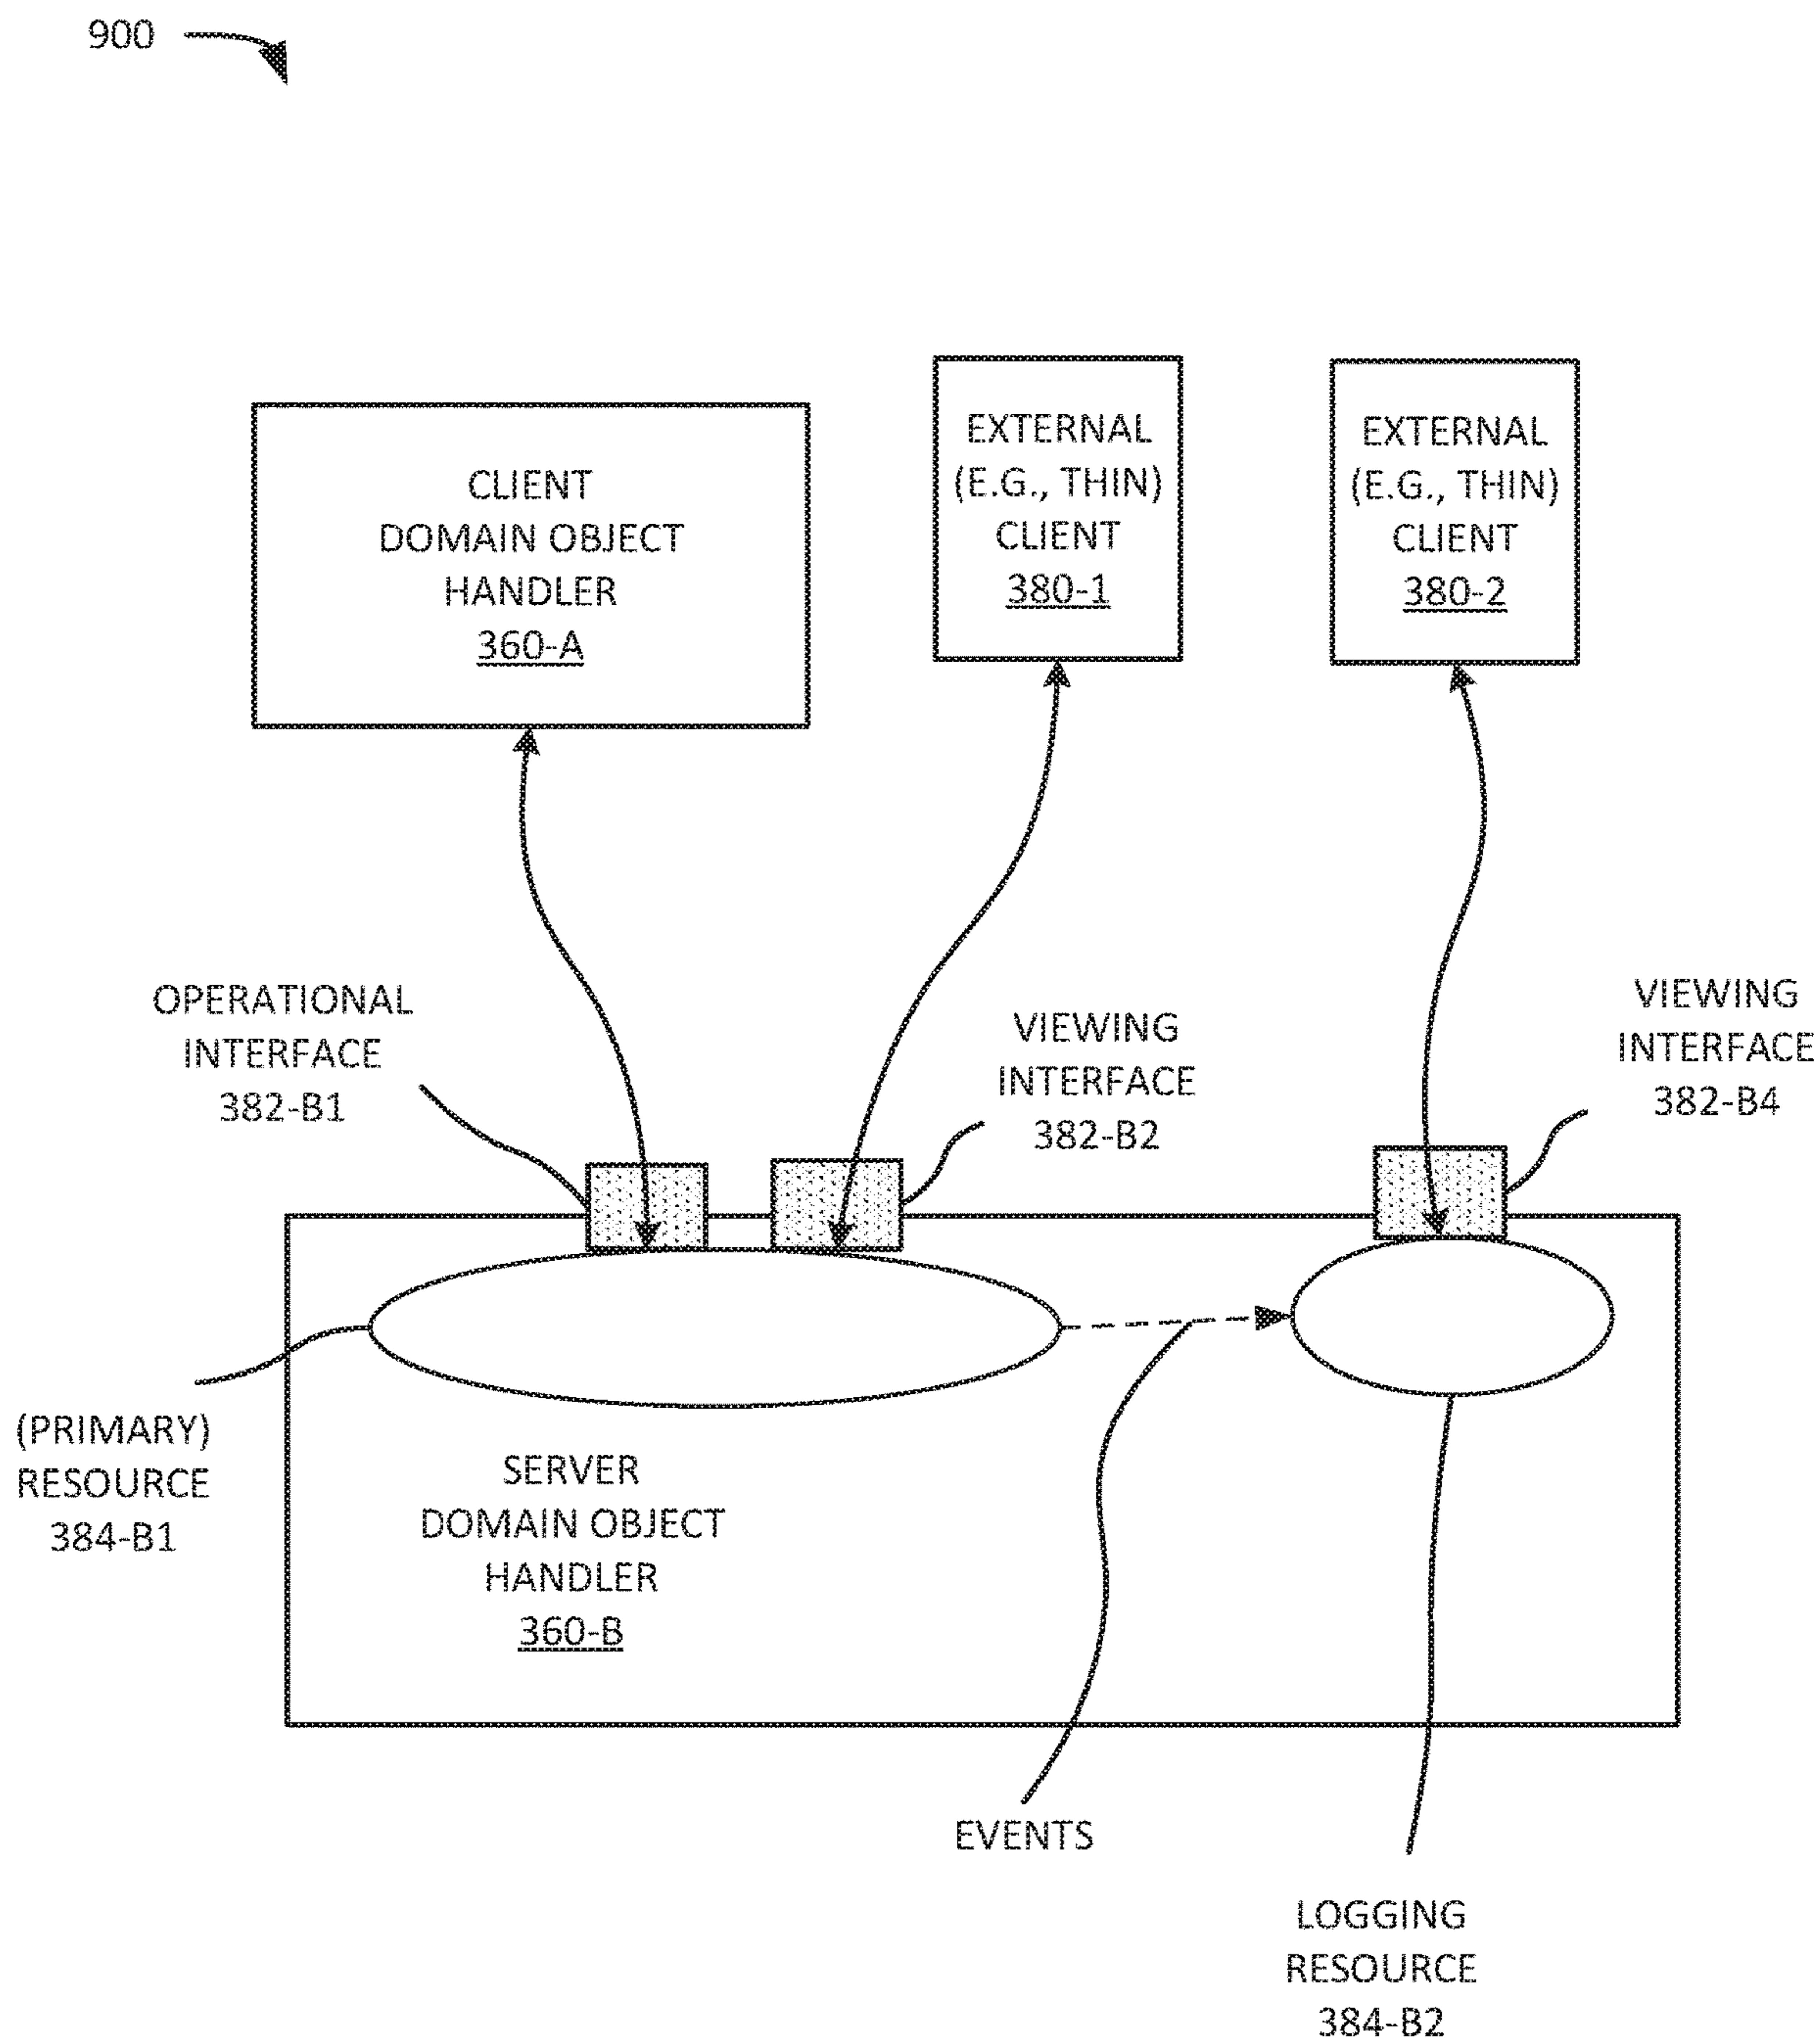 900
CLIENT
DOMAIN OBJECT
HANDLER
360-A
EXTERNAL
(E.G., THIN)
CLIENT
380-1
EXTERNAL
(E.G., THIN)
CLIENT
380-2
OPERATIONAL
INTERFACE
382-B1
VIEWING
INTERFACE
382-B2
VIEWING
INTERFACE
382-B4
(PRIMARY)
RESOURCE
384-B1
SERVER
DOMAIN OBJECT
HANDLER
360-B
EVENTS
LOGGING
RESOURCE
384-B2